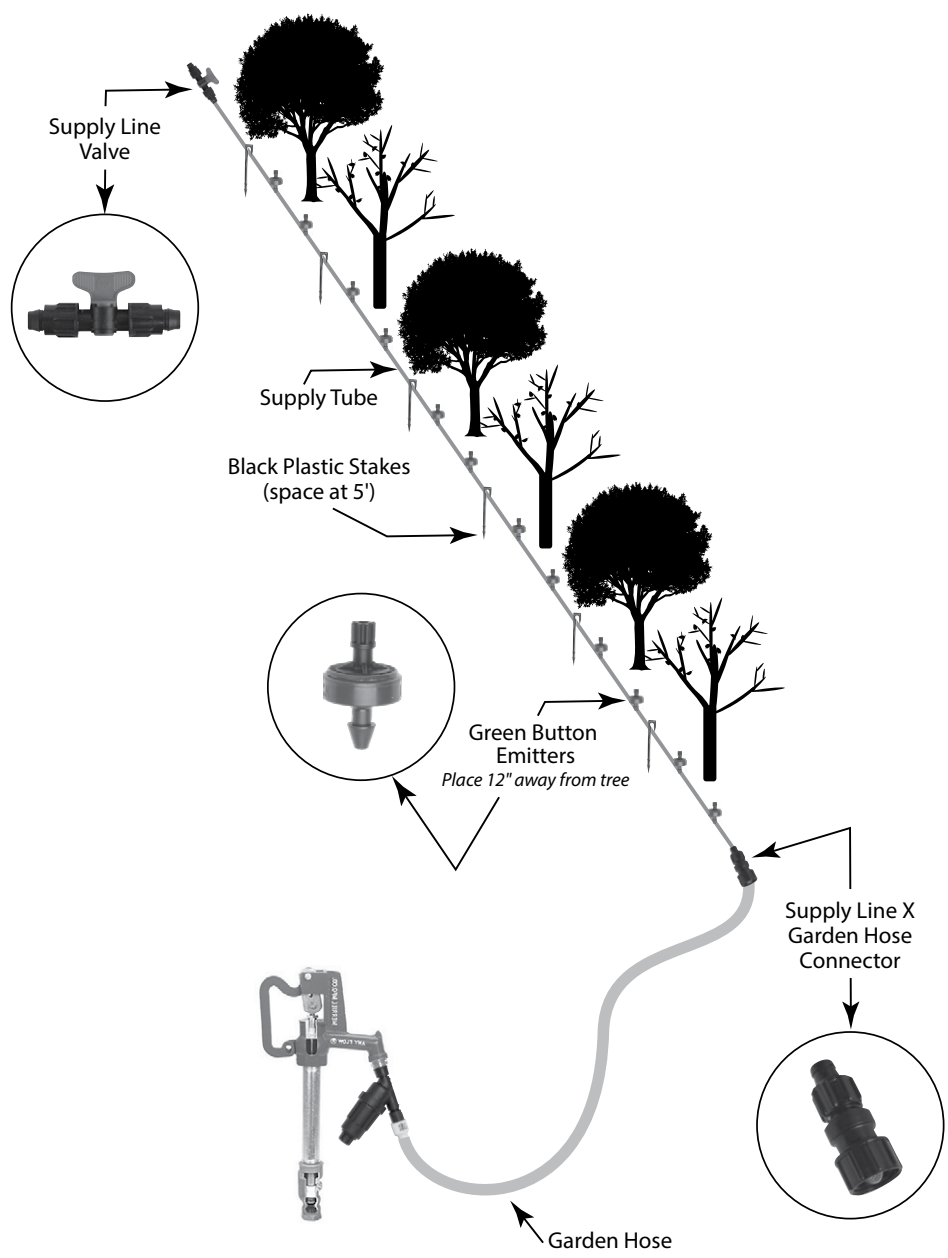 Supply Line
Valve
Supply Tube
Black Plastic Stakes
(space at 5')
Green Button
Emitters
Place 12" away from tree
Supply Line X
Garden Hose
Connector
Garden Hose